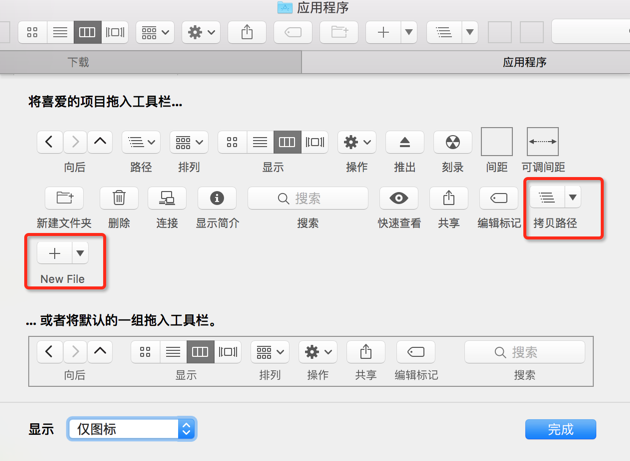 应用程序
下载
应用程序
将喜爱的项目拖入工具栏...
向后 路径 排列 显示 操作 推出 刻录 间距 可调间距
搜索
新建文件夹 删除 连接 显示简介 搜索 快速查看 共享 编辑标记 拷贝路径
New File
... 或者将默认的一组拖入工具栏。
搜索
向后 显示 排列 操作 共享 编辑标记 搜索
显示 仅图标 完成